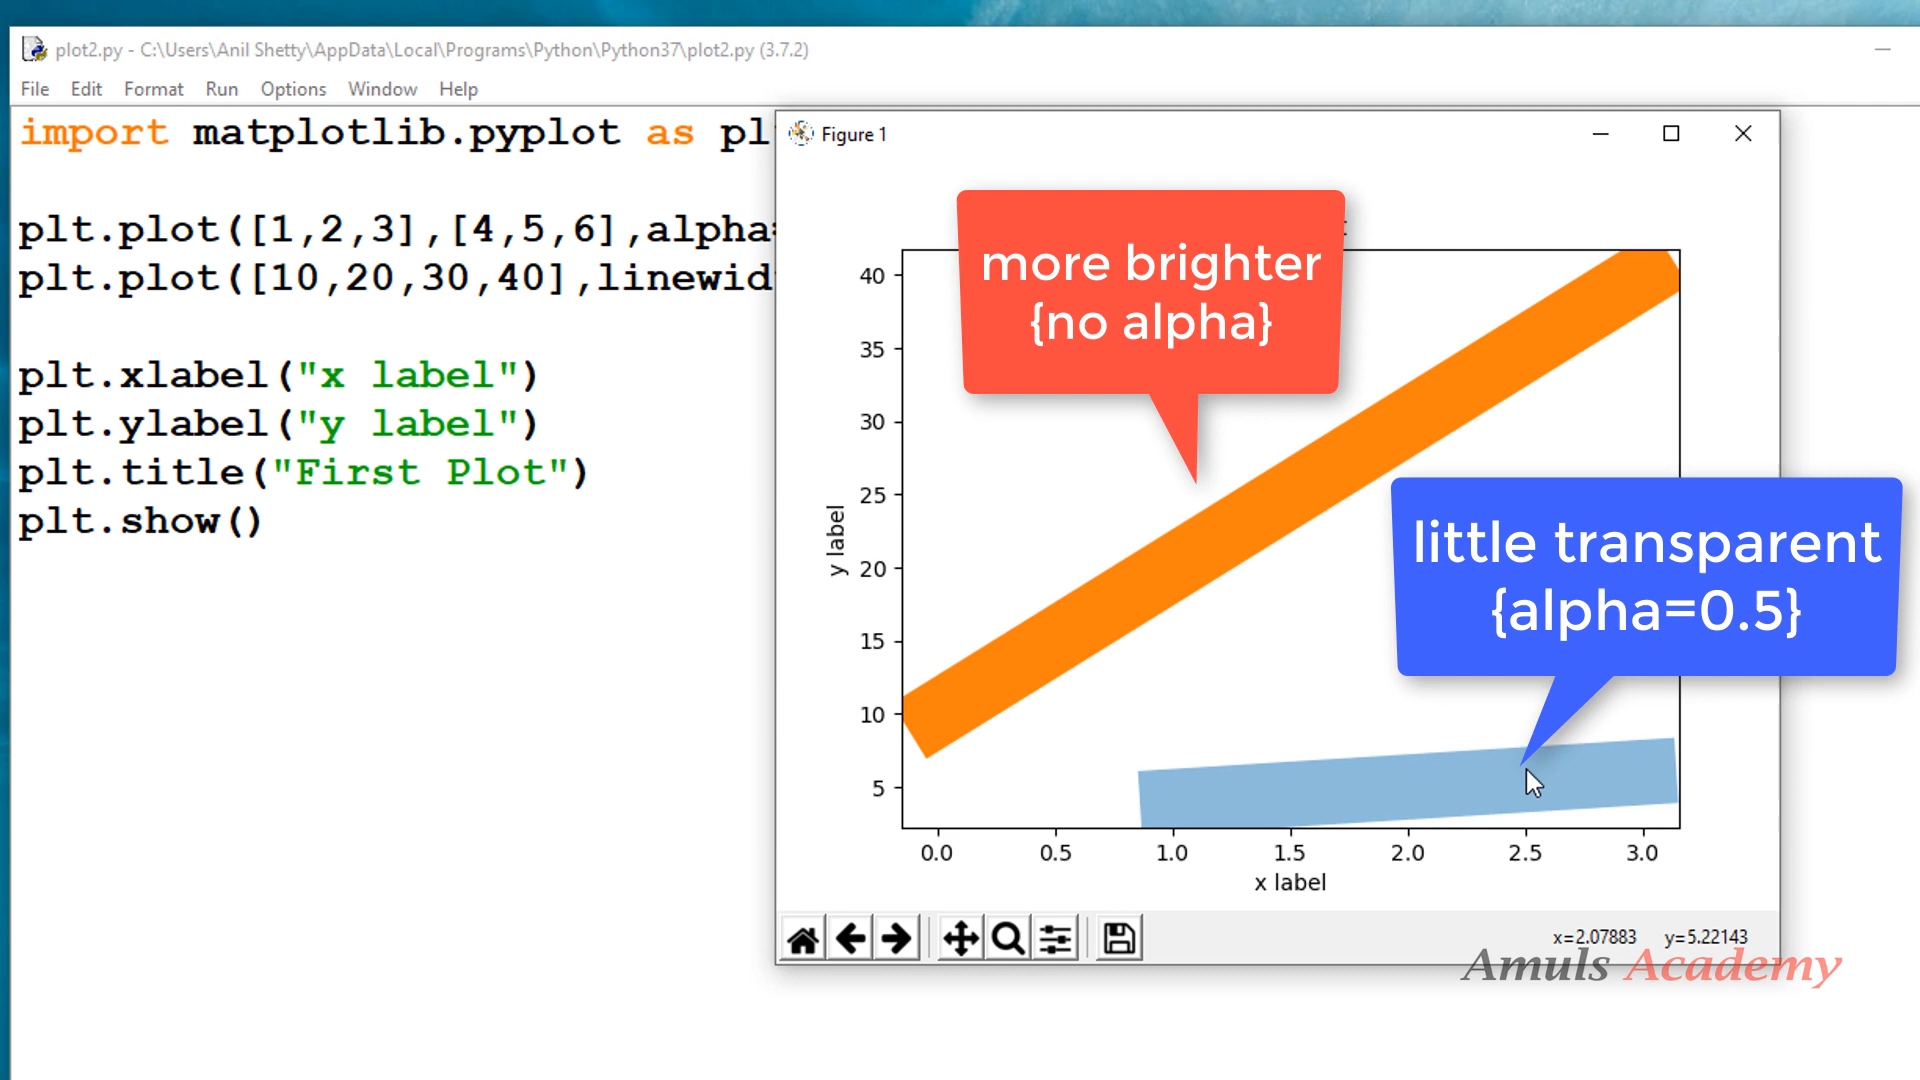 plot2.py - C:\Users\Anil Shetty\AppData\Local\Programs\Python\Python37\plot2.py (3.7.2)
File Edit Format Run Options Window Help
import matplotlib.pyplot as pl
plt.plot([1,2,3],[4,5,6],alpha=
plt.plot([10,20,30,40],linewid
plt.xlabel("x label")
plt.ylabel("y label")
plt.title("First Plot")
plt.show()
Figure 1
more brighter
{no alpha}
little transparent
{alpha=0.5}
40
35
30
25
20
15
10
5
y label
0.0 0.5 1.0 1.5 2.0 2.5 3.0
x label
x=2.07883 y=5.22143
Amuls Academy